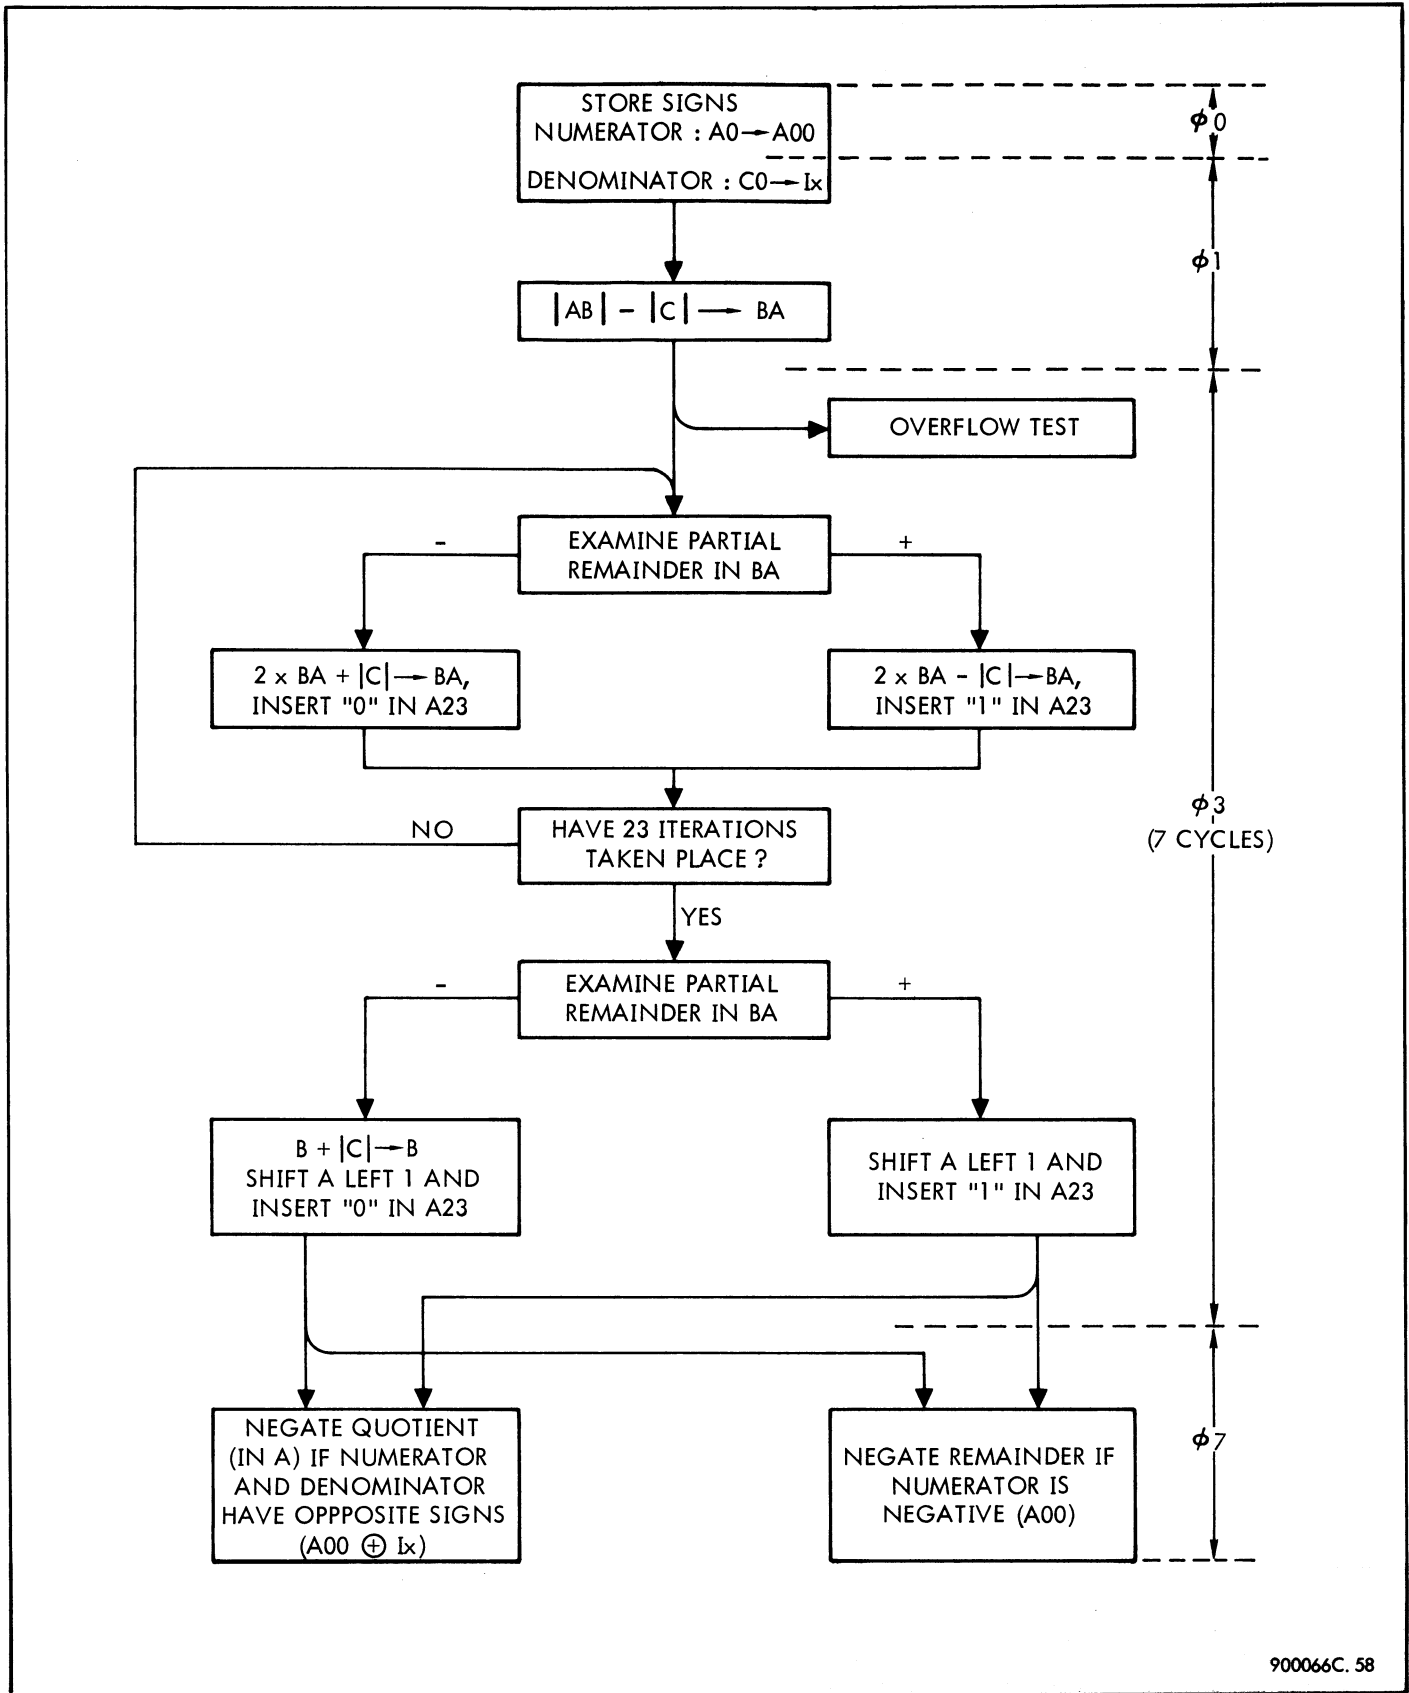 STORE SIGNS
NUMERATOR : A0→A00
ϕ0
DENOMINATOR : C0→Ix
ϕ1
|AB| - |C| → BA
OVERFLOW TEST
EXAMINE PARTIAL
REMAINDER IN BA
-
+
2 x BA + |C|→BA,
INSERT "0" IN A23
2 x BA - |C|→BA,
INSERT "1" IN A23
ϕ3
(7 CYCLES)
NO
HAVE 23 ITERATIONS
TAKEN PLACE ?
YES
EXAMINE PARTIAL
REMAINDER IN BA
-
+
B + |C|→B
SHIFT A LEFT 1 AND
INSERT "0" IN A23
SHIFT A LEFT 1 AND
INSERT "1" IN A23
NEGATE QUOTIENT
(IN A) IF NUMERATOR
AND DENOMINATOR
HAVE OPPPOSITE SIGNS
(A00 ⊕ Ix)
NEGATE REMAINDER IF
NUMERATOR IS
NEGATIVE (A00)
ϕ7
900066C. 58